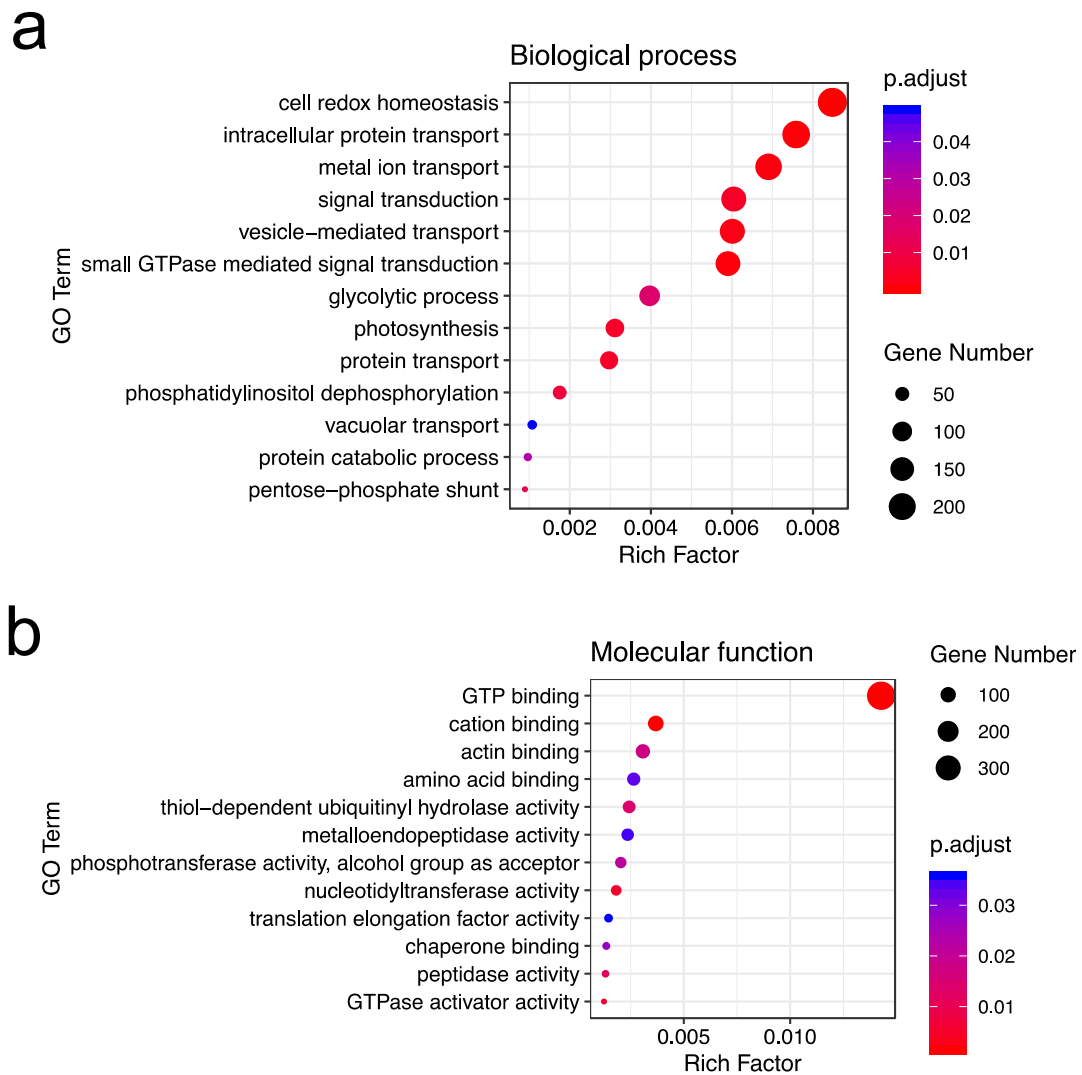 a
Biological process
cell redox homeostasis
intracellular protein transport
metal ion transport
signal transduction
vesicle−mediated transport
small GTPase mediated signal transduction
glycolytic process
photosynthesis
protein transport
phosphatidylinositol dephosphorylation
vacuolar transport
protein catabolic process
pentose−phosphate shunt
GO Term
0.002 0.004 0.006 0.008
Rich Factor
p.adjust
0.04
0.03
0.02
0.01
Gene Number
50
100
150
200
b
Molecular function
GTP binding
cation binding
actin binding
amino acid binding
thiol−dependent ubiquitinyl hydrolase activity
metalloendopeptidase activity
phosphotransferase activity, alcohol group as acceptor
nucleotidyltransferase activity
translation elongation factor activity
chaperone binding
peptidase activity
GTPase activator activity
GO Term
0.005 0.010
Rich Factor
Gene Number
100
200
300
p.adjust
0.03
0.02
0.01